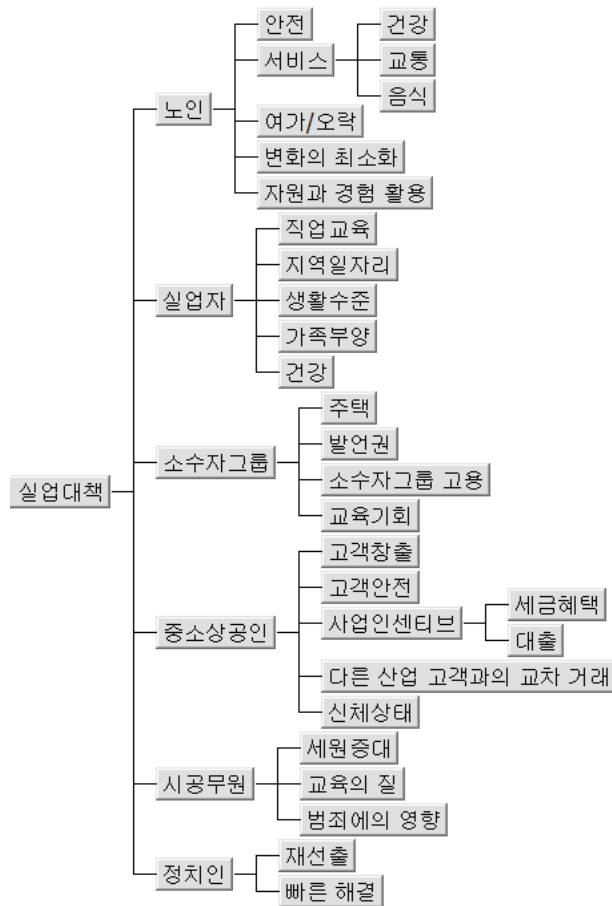 안전
서비스
건강
교통
음식
노인
여가/오락
변화의 최소화
자원과 경험 활용
직업교육
지역일자리
실업자
생활수준
가족부양
건강
주택
발언권
소수자그룹
소수자그룹 고용
교육기회
실업대책
고객창출
고객안전
중소상공인
사업인센티브
세금혜택
대출
다른 산업 고객과의 교차 거래
신체상태
세원증대
시공무원
교육의 질
범죄에의 영향
재선출
정치인
빠른 해결